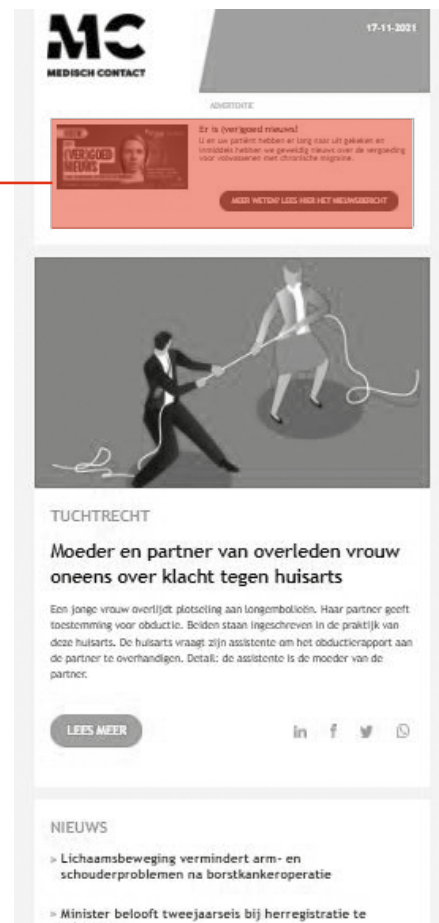 MC
MEDISCH CONTACT
17-11-2021
ADVERTENTIE
(VER)GOED
NIEUWS
Er is (ver)goed nieuws!
U en uw patiënt hebben er lang naar uit gekeken en
inmiddels hebben we geweldig nieuws over de vergoeding
voor volwassenen met chronische migraine.
MEER WETEN? LEES HIER HET NIEUWSBERICHT
TUCHTRECHT
Moeder en partner van overleden vrouw
oneens over klacht tegen huisarts
Een jonge vrouw overlijdt plotseling aan longembolieën. Haar partner geeft
toestemming voor obductie. Beiden staan ingeschreven in de praktijk van
deze huisarts. De huisarts vraagt zijn assistente om het obductierapport aan
de partner te overhandigen. Detail: de assistente is de moeder van de
partner.
LEES MEER
NIEUWS
» Lichaamsbeweging vermindert arm- en
schouderproblemen na borstkankeroperatie
» Minister belooft tweejaarseis bij herregistratie te